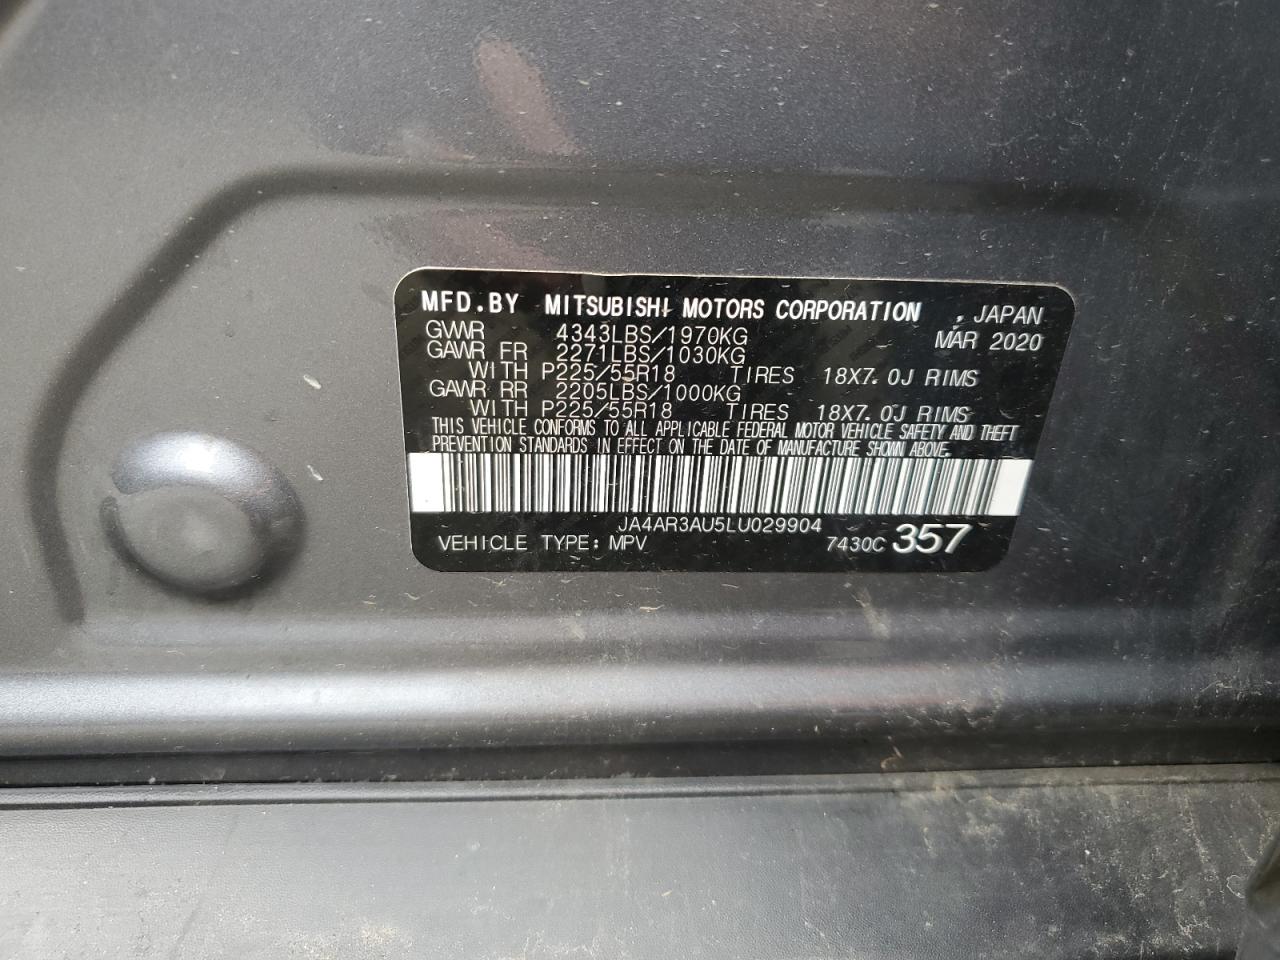 MFD.BY MITSUBISHI MOTORS CORPORATION , JAPAN
GVWR 4343LBS/1970KG MAR 2020
GAWR FR 2271LBS/1030KG
WITH P225/55R18 TIRES 18X7.0J RIMS
GAWR RR 2205LBS/1000KG
WITH P225/55R18 TIRES 18X7.0J RIMS
THIS VEHICLE CONFORMS TO ALL APPLICABLE FEDERAL MOTOR VEHICLE SAFETY AND THEFT
PREVENTION STANDARDS IN EFFECT ON THE DATE OF MANUFACTURE SHOWN ABOVE.
JA4AR3AU5LU029904
VEHICLE TYPE: MPV 7430C 357